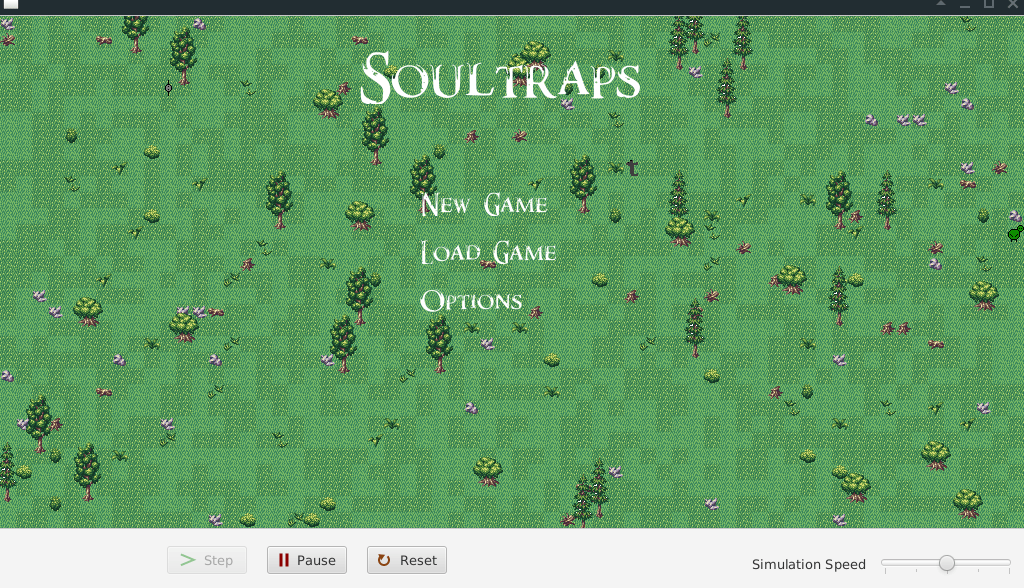 Soultraps
t
New Game
Load Game
Options
Step Pause Reset Simulation Speed